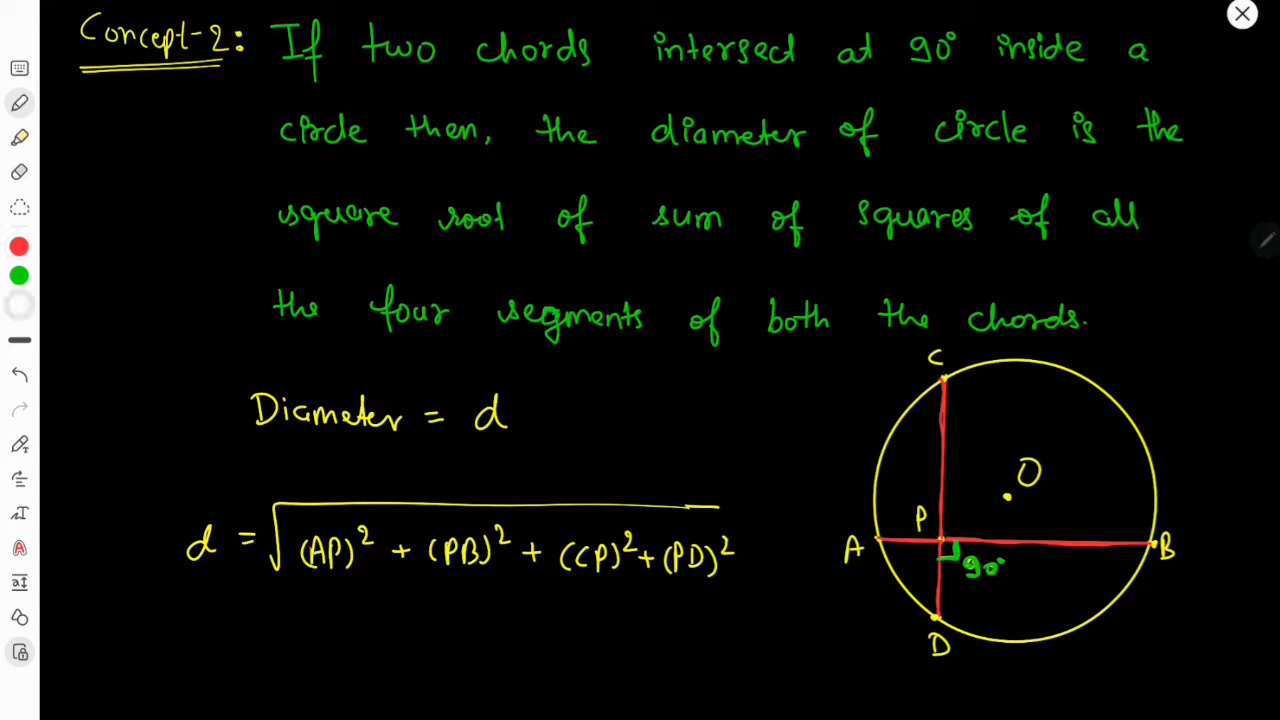 Concept-2: If two chords intersect at 90° inside a
circle then, the diameter of circle is the
square root of sum of squares of all
the four segments of both the chords.
Diameter = d
d = √(AP)² + (PB)² + (CP)² + (PD)²
C
O
P
A
B
90°
D